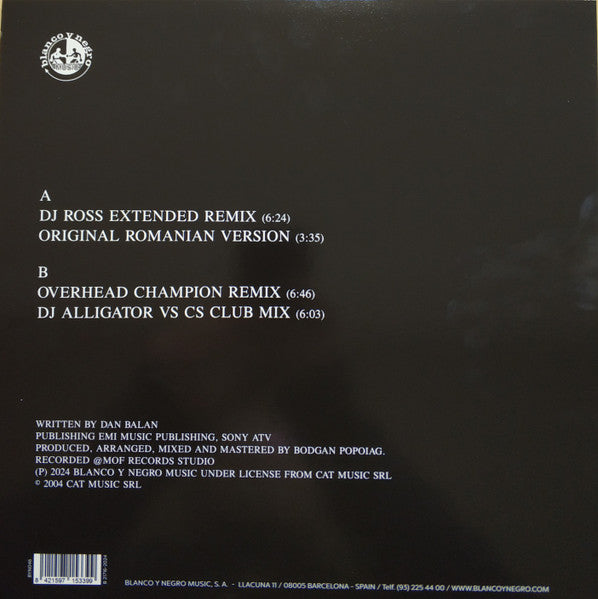 blanco y negro
MUSIC
A
DJ ROSS EXTENDED REMIX (6:24)
ORIGINAL ROMANIAN VERSION (3:35)
B
OVERHEAD CHAMPION REMIX (6:46)
DJ ALLIGATOR VS CS CLUB MIX (6:03)
WRITTEN BY DAN BALAN
PUBLISHING EMI MUSIC PUBLISHING, SONY ATV
PRODUCED, ARRANGED, MIXED AND MASTERED BY BODGAN POPOIAG.
RECORDED @MOF RECORDS STUDIO
(P) 2024 BLANCO Y NEGRO MUSIC UNDER LICENSE FROM CAT MUSIC SRL
© 2004 CAT MUSIC SRL
8 421597 153399
BLANCO Y NEGRO MUSIC, S.A. - LLACUNA 11 / 08005 BARCELONA - SPAIN / Telf. (93) 225 44 00 / WWW.BLANCOYNEGRO.COM